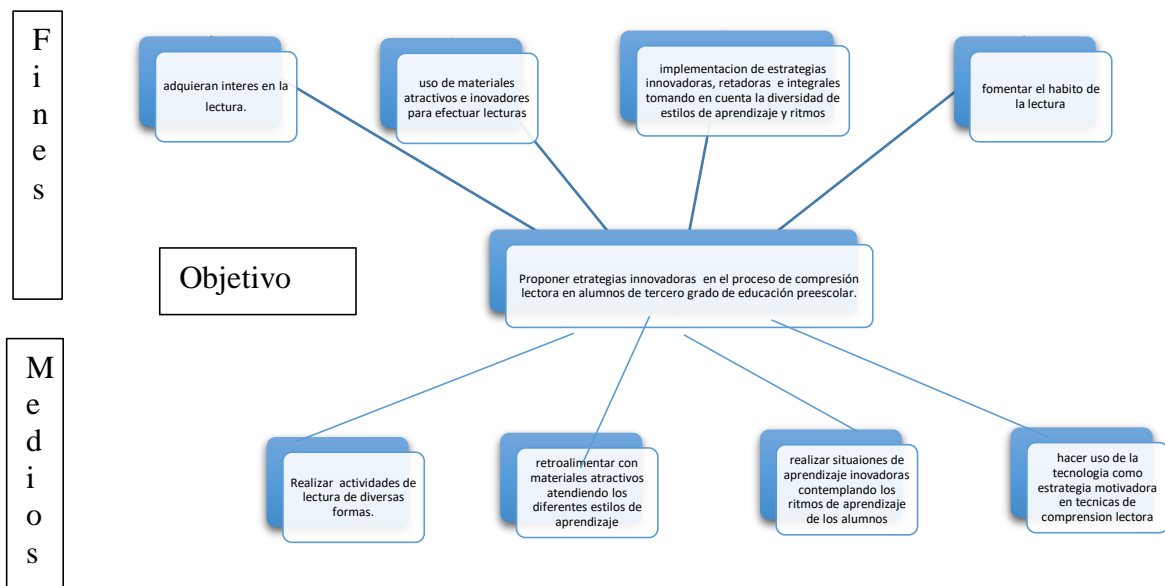 Fines
adquieran interes en la
lectura.
uso de materiales
atractivos e inovadores
para efectuar lecturas
implementacion de estrategias
innovadoras, retadoras e integrales
tomando en cuenta la diversidad de
estilos de aprendizaje y ritmos
fomentar el habito de
la lectura
Objetivo
Proponer etrategias innovadoras en el proceso de compresión
lectora en alumnos de tercero grado de educación preescolar.
Medios
Realizar actividades de
lectura de diversas
formas.
retroalimentar con
materiales atractivos
atendiendo los
diferentes estilos de
aprendizaje
realizar situaiones de
aprendizaje inovadoras
contemplando los
ritmos de aprendizaje
de los alumnos
hacer uso de la
tecnologia como
estrategia motivadora
en tecnicas de
comprension lectora